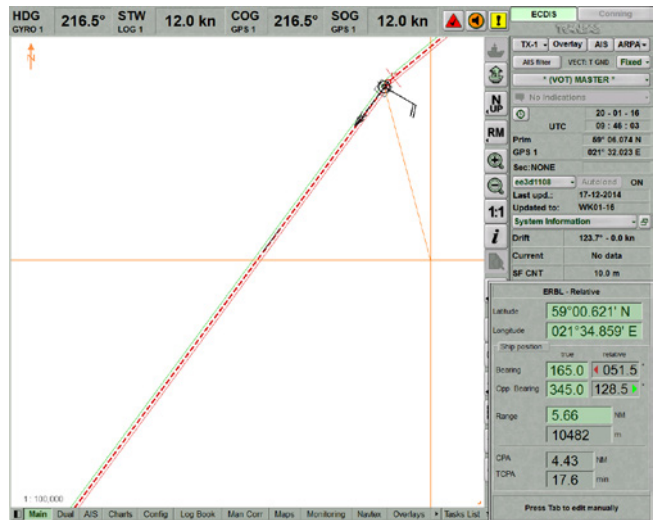 HDG GYRO 1 216.5° STW LOG 1 12.0 kn COG GPS 1 216.5° SOG GPS 1 12.0 kn
ECDIS Conning
TX-1 Overlay AIS ARPA
AIS filter VECT: T GND Fixed
* (VOT) MASTER *
No Indications
20 - 01 - 16
UTC 09 : 46 : 03
Prim 59° 06.074 N
GPS 1 021° 32.023 E
Sec: NONE
ee3d1108 Autoload ON
Last upd.: 17-12-2014
Updated to: WK01-16
System Information
Drift 123.7° - 0.0 kn
Current No data
SF CNT 10.0 m
N
N UP
RM
1:1
i
ERBL - Relative
Latitude 59°00.621' N
Longitude 021°34.859' E
Ship position
true relative
Bearing 165.0 051.5 °
Opp. Bearing 345.0 128.5 °
Range 5.66 NM
10482 m
CPA 4.43 NM
TCPA 17.6 min
Press Tab to edit manually
1: 100,000
Main Dual AIS Charts Config Log Book Man Corr Maps Monitoring Navtex Overlays Tasks List